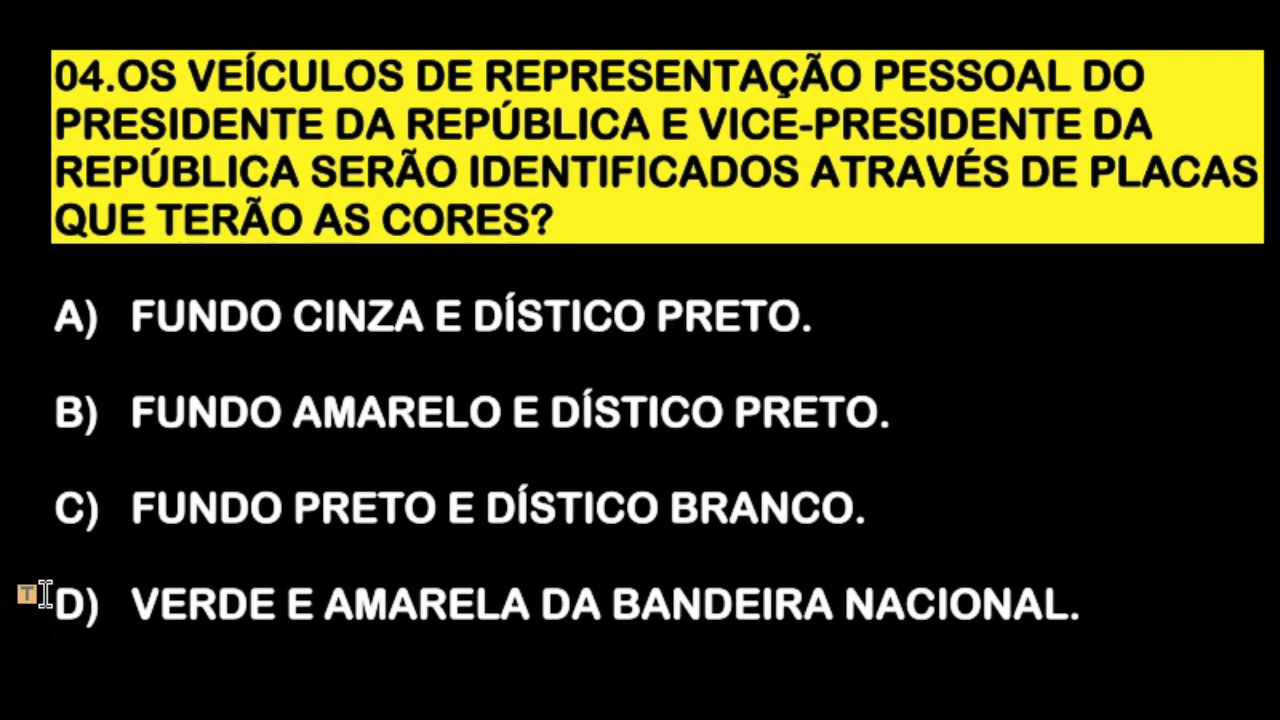 04.OS VEÍCULOS DE REPRESENTAÇÃO PESSOAL DO
PRESIDENTE DA REPÚBLICA E VICE-PRESIDENTE DA
REPÚBLICA SERÃO IDENTIFICADOS ATRAVÉS DE PLACAS
QUE TERÃO AS CORES?
A) FUNDO CINZA E DÍSTICO PRETO.
B) FUNDO AMARELO E DÍSTICO PRETO.
C) FUNDO PRETO E DÍSTICO BRANCO.
T D) VERDE E AMARELA DA BANDEIRA NACIONAL.